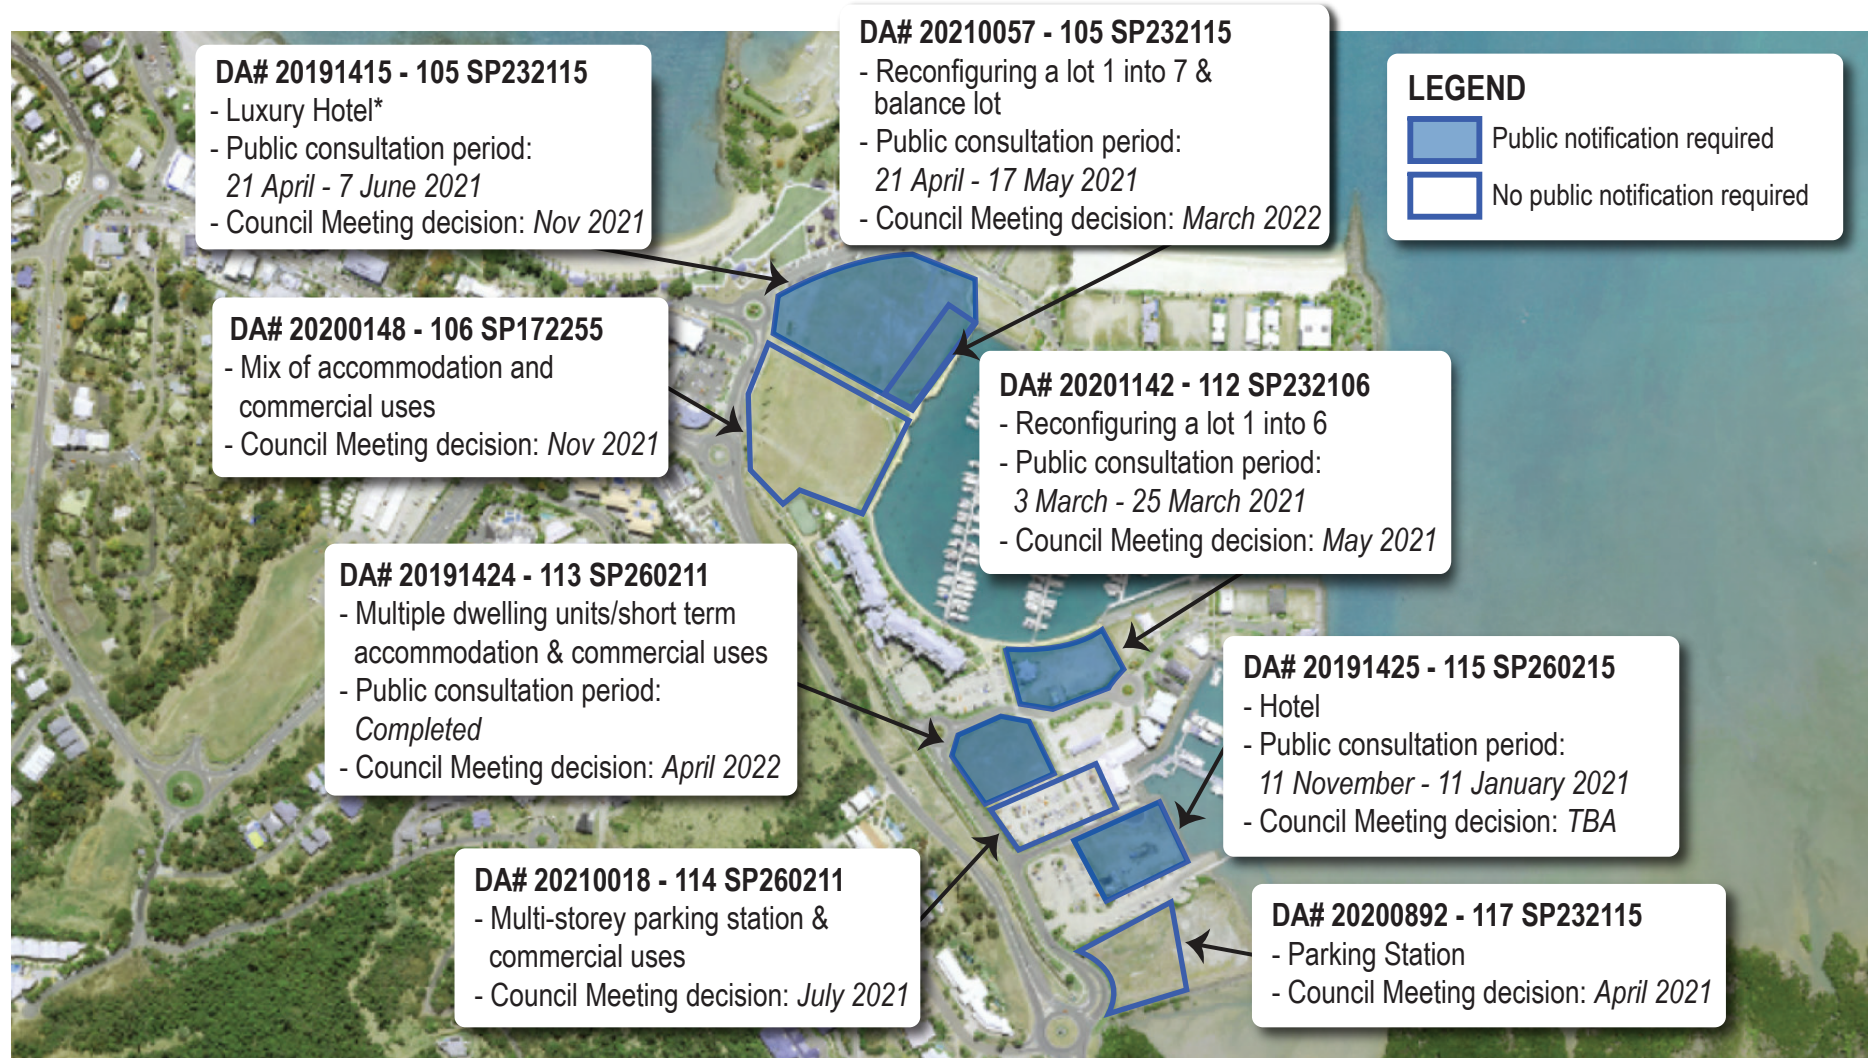 DA# 20191415 - 105 SP232115
- Luxury Hotel*
- Public consultation period:
21 April - 7 June 2021
- Council Meeting decision: Nov 2021
DA# 20210057 - 105 SP232115
- Reconfiguring a lot 1 into 7 &
balance lot
- Public consultation period:
21 April - 17 May 2021
- Council Meeting decision: March 2022
LEGEND
Public notification required
No public notification required
DA# 20200148 - 106 SP172255
- Mix of accommodation and
commercial uses
- Council Meeting decision: Nov 2021
DA# 20201142 - 112 SP232106
- Reconfiguring a lot 1 into 6
- Public consultation period:
3 March - 25 March 2021
- Council Meeting decision: May 2021
DA# 20191424 - 113 SP260211
- Multiple dwelling units/short term
accommodation & commercial uses
- Public consultation period:
Completed
- Council Meeting decision: April 2022
DA# 20191425 - 115 SP260215
- Hotel
- Public consultation period:
11 November - 11 January 2021
- Council Meeting decision: TBA
DA# 20210018 - 114 SP260211
- Multi-storey parking station &
commercial uses
- Council Meeting decision: July 2021
DA# 20200892 - 117 SP232115
- Parking Station
- Council Meeting decision: April 2021